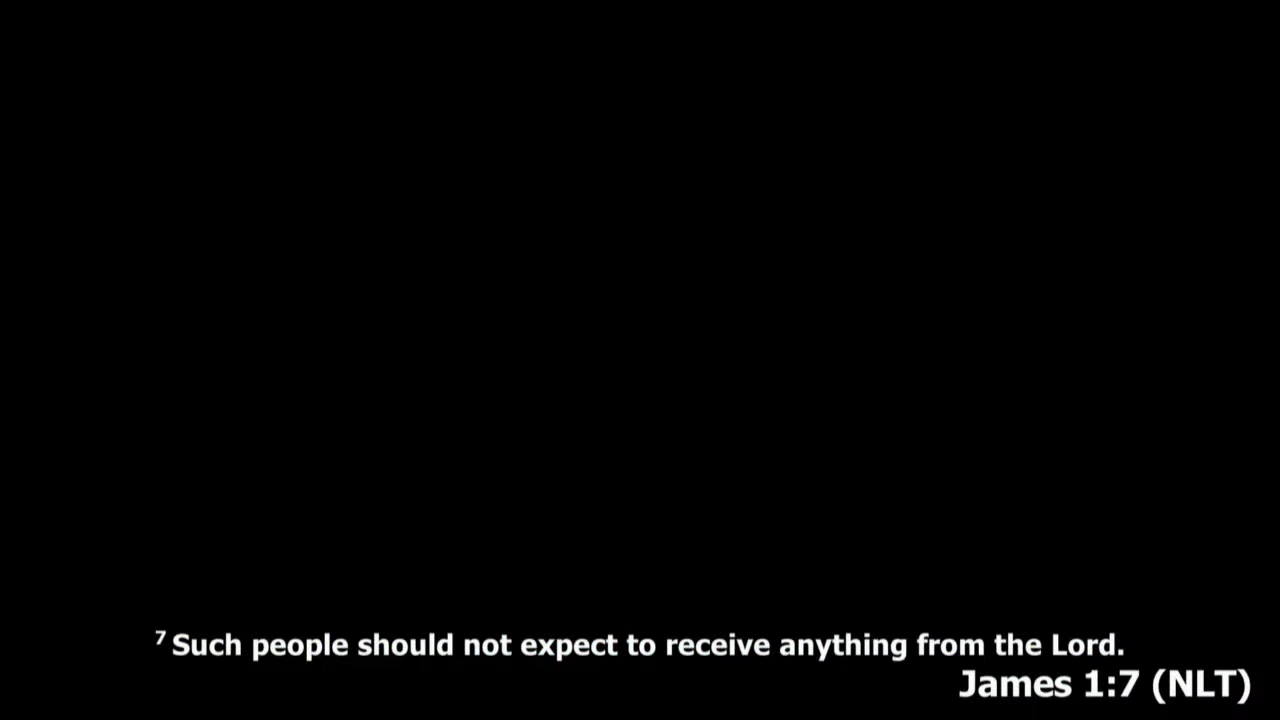 7 Such people should not expect to receive anything from the Lord.
James 1:7 (NLT)